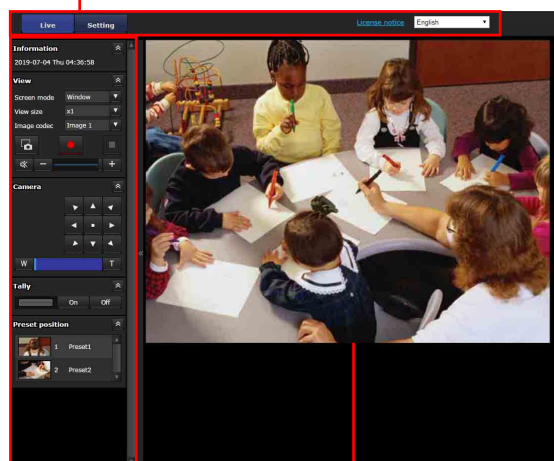 Live Setting License notice English
Information
2019-07-04 Thu 04:36:58
View
Screen mode Window
View size x1
Image codec Image 1
Camera
W T
Tally
On Off
Preset position
1 Preset1
2 Preset2